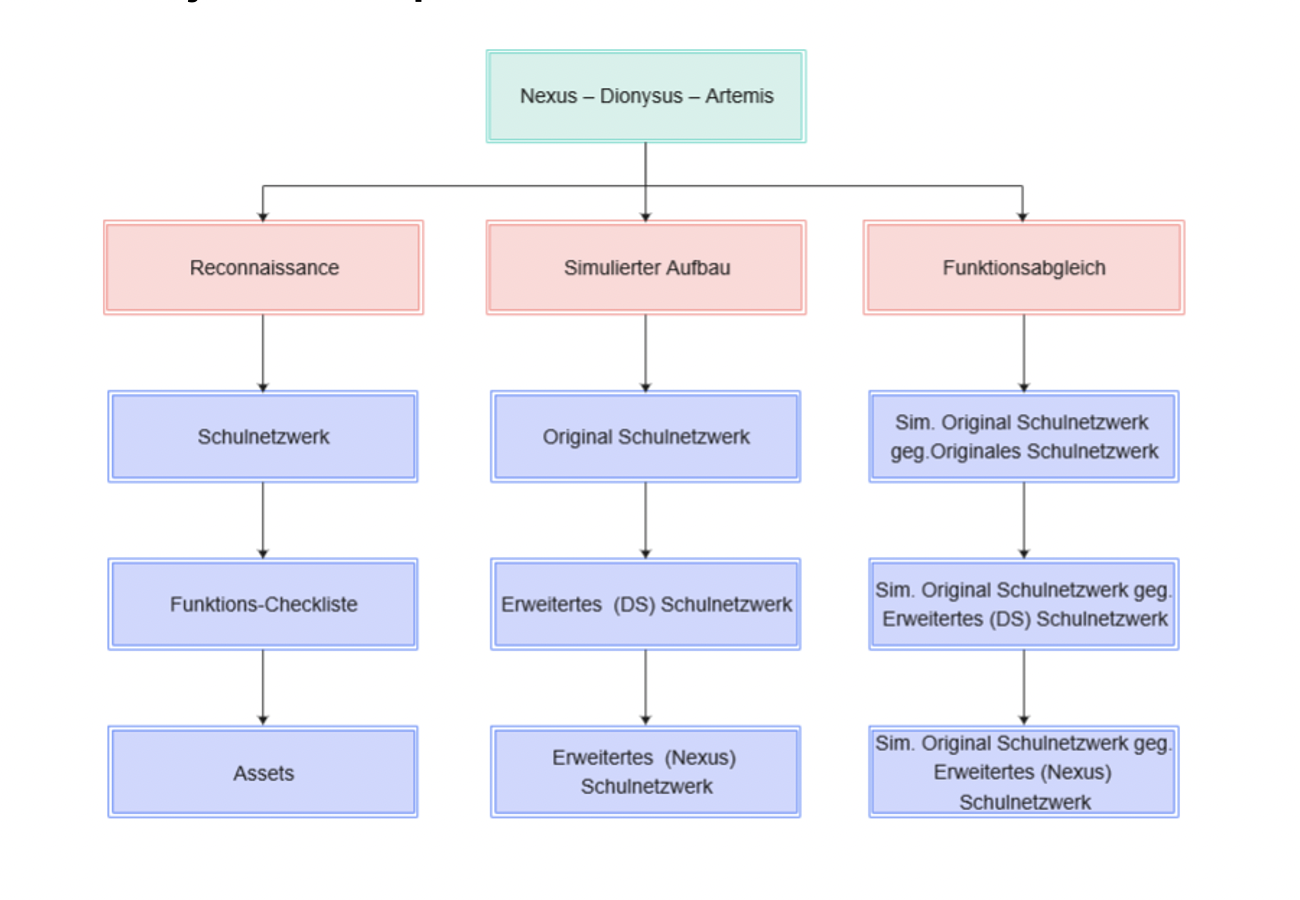 Nexus – Dionysus – Artemis
Reconnaissance
Simulierter Aufbau
Funktionsabgleich
Schulnetzwerk
Original Schulnetzwerk
Sim. Original Schulnetzwerk
geg.Originales Schulnetzwerk
Funktions-Checkliste
Erweitertes  (DS) Schulnetzwerk
Sim. Original Schulnetzwerk geg.
Erweitertes (DS) Schulnetzwerk
Assets
Erweitertes  (Nexus)
Schulnetzwerk
Sim. Original Schulnetzwerk geg.
Erweitertes (Nexus)
Schulnetzwerk